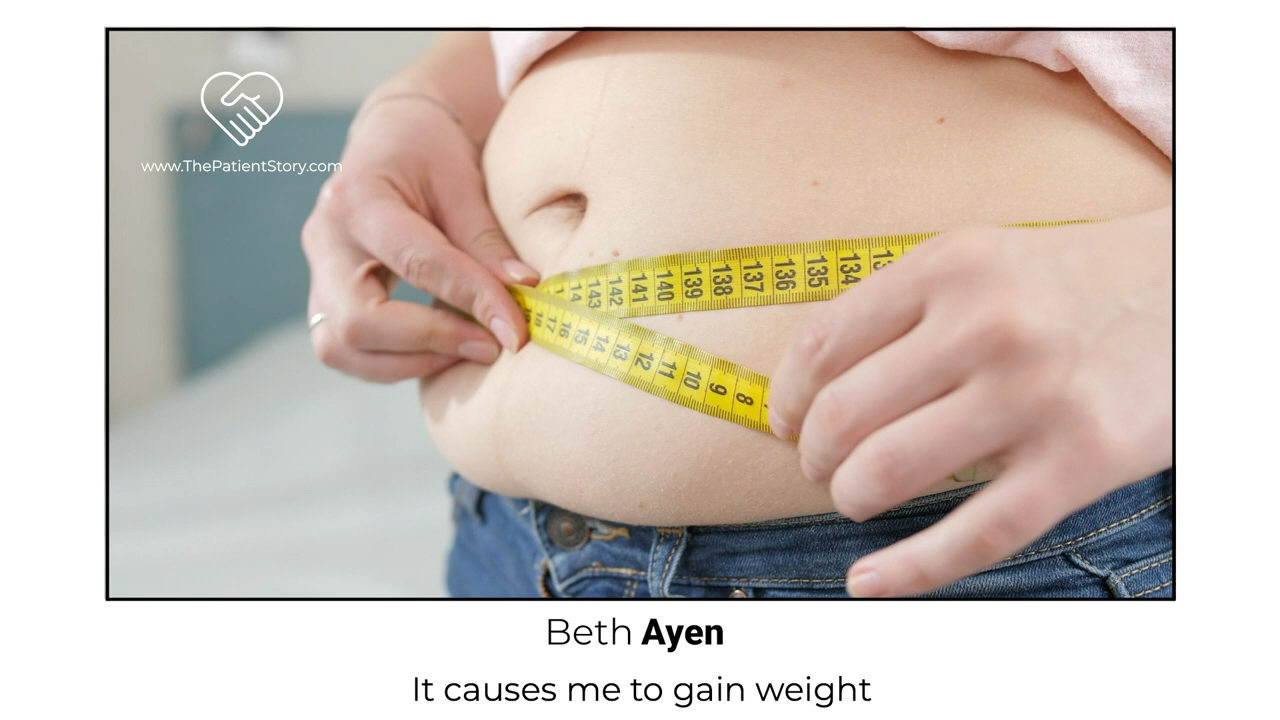 www.ThePatientStory.com
143 142 141 140 139 138 137 136 135 134
18 17 16 15 14 13 12 11 10 9 8
Beth Ayen
It causes me to gain weight